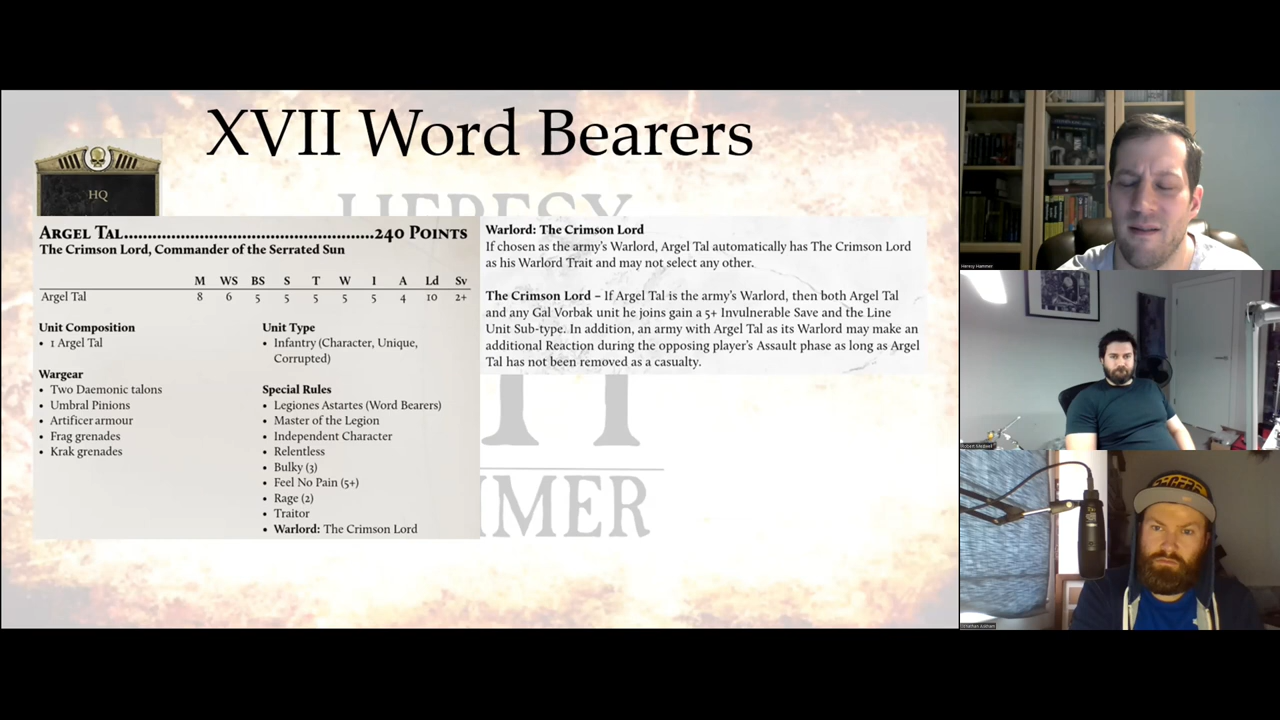 XVII Word Bearers
HERESY
HQ
ARGEL TAL..................................................240 POINTS
The Crimson Lord, Commander of the Serrated Sun
M WS BS S T W I A Ld Sv
Argel Tal 8 6 5 5 5 5 5 4 10 2+
Unit Composition
• 1 Argel Tal
Wargear
• Two Daemonic talons
• Umbral Pinions
• Artificer armour
• Frag grenades
• Krak grenades
Unit Type
• Infantry (Character, Unique,
Corrupted)
Special Rules
• Legiones Astartes (Word Bearers)
• Master of the Legion
• Independent Character
• Relentless
• Bulky (3)
• Feel No Pain (5+)
• Rage (2)
• Traitor
• Warlord: The Crimson Lord
Warlord: The Crimson Lord
If chosen as the army's Warlord, Argel Tal automatically has The Crimson Lord
as his Warlord Trait and may not select any other.
The Crimson Lord – If Argel Tal is the army's Warlord, then both Argel Tal
and any Gal Vorbak unit he joins gain a 5+ Invulnerable Save and the Line
Unit Sub-type. In addition, an army with Argel Tal as its Warlord may make an
additional Reaction during the opposing player's Assault phase as long as Argel
Tal has not been removed as a casualty.
MMER
Heresy Hammer